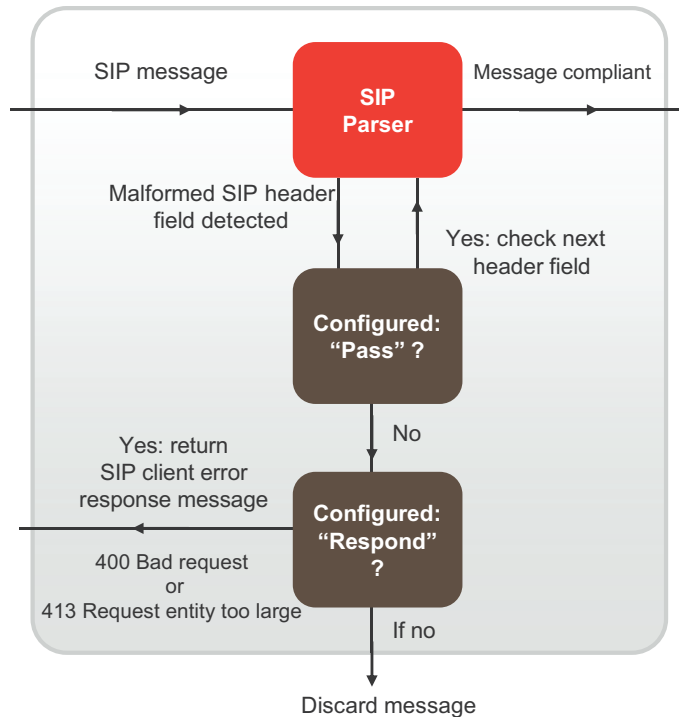 SIP message
SIP
Parser
Message compliant
Malformed SIP header
field detected
Yes: check next
header field
Configured:
“Pass” ?
No
Yes: return
SIP client error
response message
Configured:
“Respond”
?
400 Bad request
or
413 Request entity too large
If no
Discard message